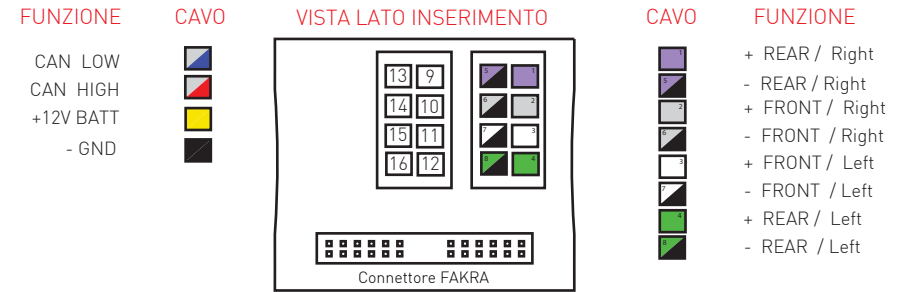 FUNZIONE CAVO VISTA LATO INSERIMENTO CAVO FUNZIONE
CAN LOW
CAN HIGH
+12V BATT
- GND
13 9 5 1
14 10 6 2
15 11 7 3
16 12 8 4
Connettore FAKRA
1 + REAR / Right
5 - REAR / Right
2 + FRONT / Right
6 - FRONT / Right
3 + FRONT / Left
7 - FRONT / Left
4 + REAR / Left
8 - REAR / Left